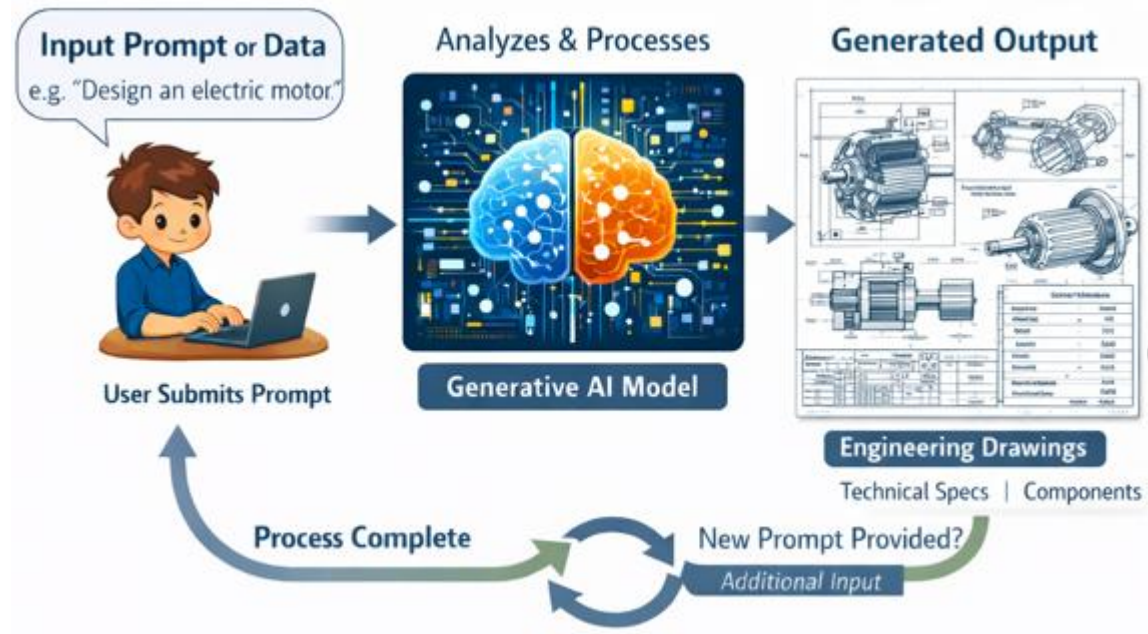 Input Prompt or Data
e.g. “Design an electric motor.”
Analyzes & Processes
Generated Output
User Submits Prompt
Generative AI Model
Engineering Drawings
Technical Specs | Components
Process Complete
New Prompt Provided?
Additional Input